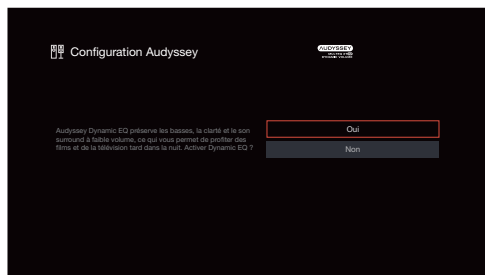 Configuration Audyssey
AUDYSSEY
DYNAMIC VOLUME
Audyssey Dynamic EQ préserve les basses, la clarté et le son
surround à faible volume, ce qui vous permet de profiter des
films et de la télévision tard dans la nuit. Activer Dynamic EQ ?
Oui
Non